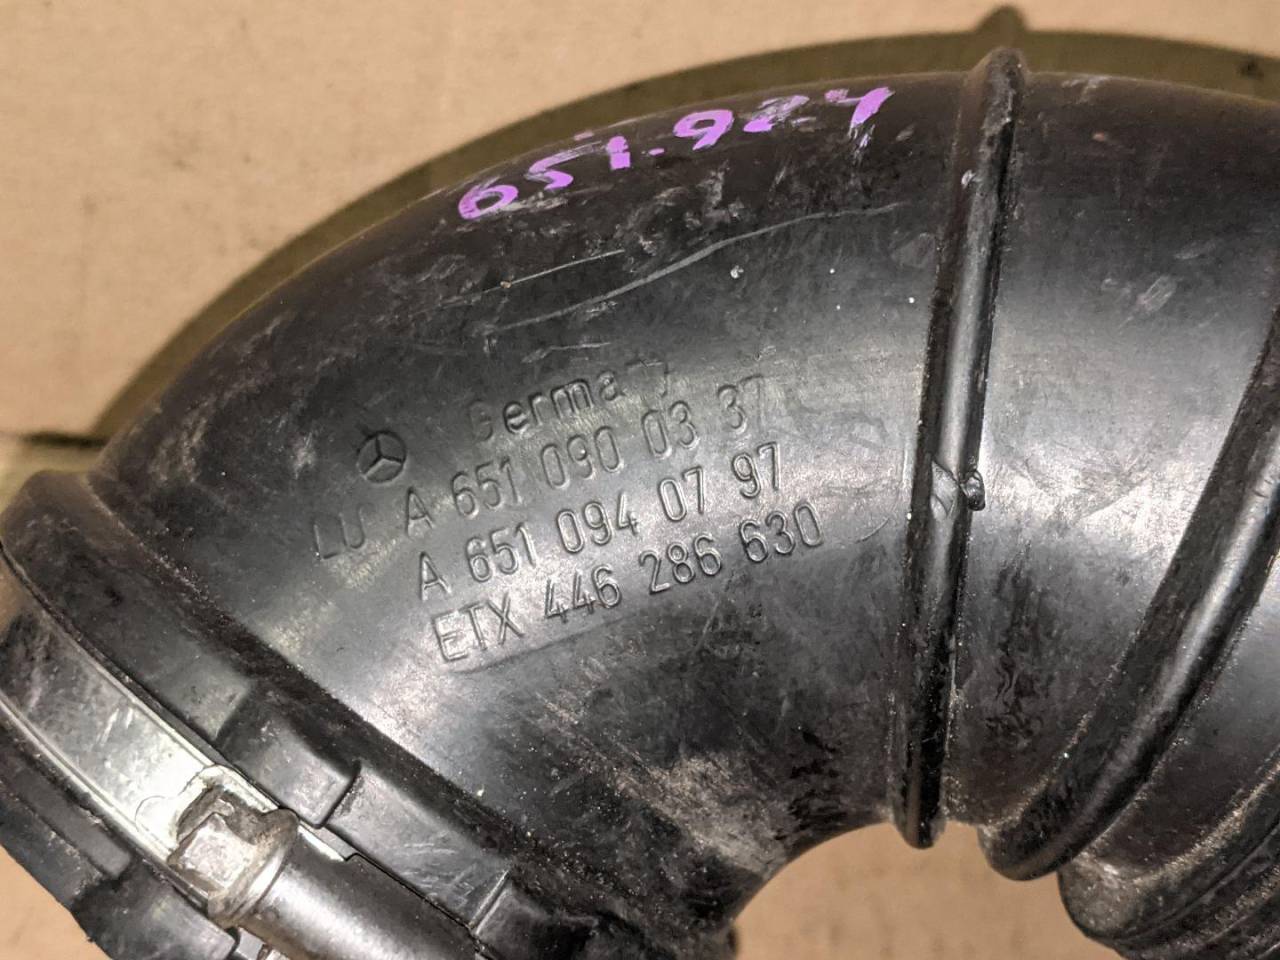 651.924
Germany
LU A 651 090 03 37
A 651 094 07 97
ETX 446 286 630